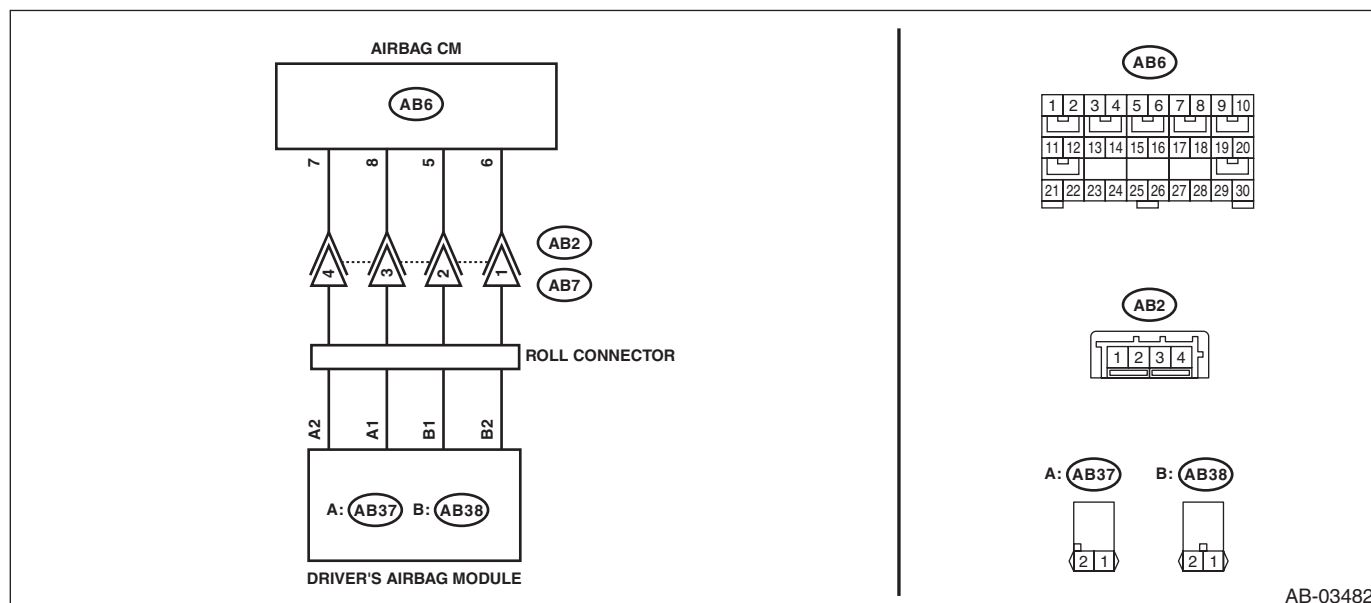 AIRBAG CM
AB6
7 8 5 6
4 3 2 1
AB2
AB7
ROLL CONNECTOR
A2 A1 B1 B2
A: AB37 B: AB38
DRIVER'S AIRBAG MODULE
AB6
1 2 3 4 5 6 7 8 9 10
11 12 13 14 15 16 17 18 19 20
21 22 23 24 25 26 27 28 29 30
AB2
1 2 3 4
A: AB37 B: AB38
2 1 2 1
AB-03482